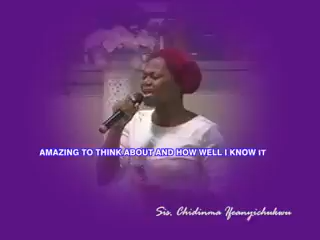 AMAZING TO THINK ABOUT AND HOW WELL I KNOW IT
Sis. Chidinma Ifeanyichukwu